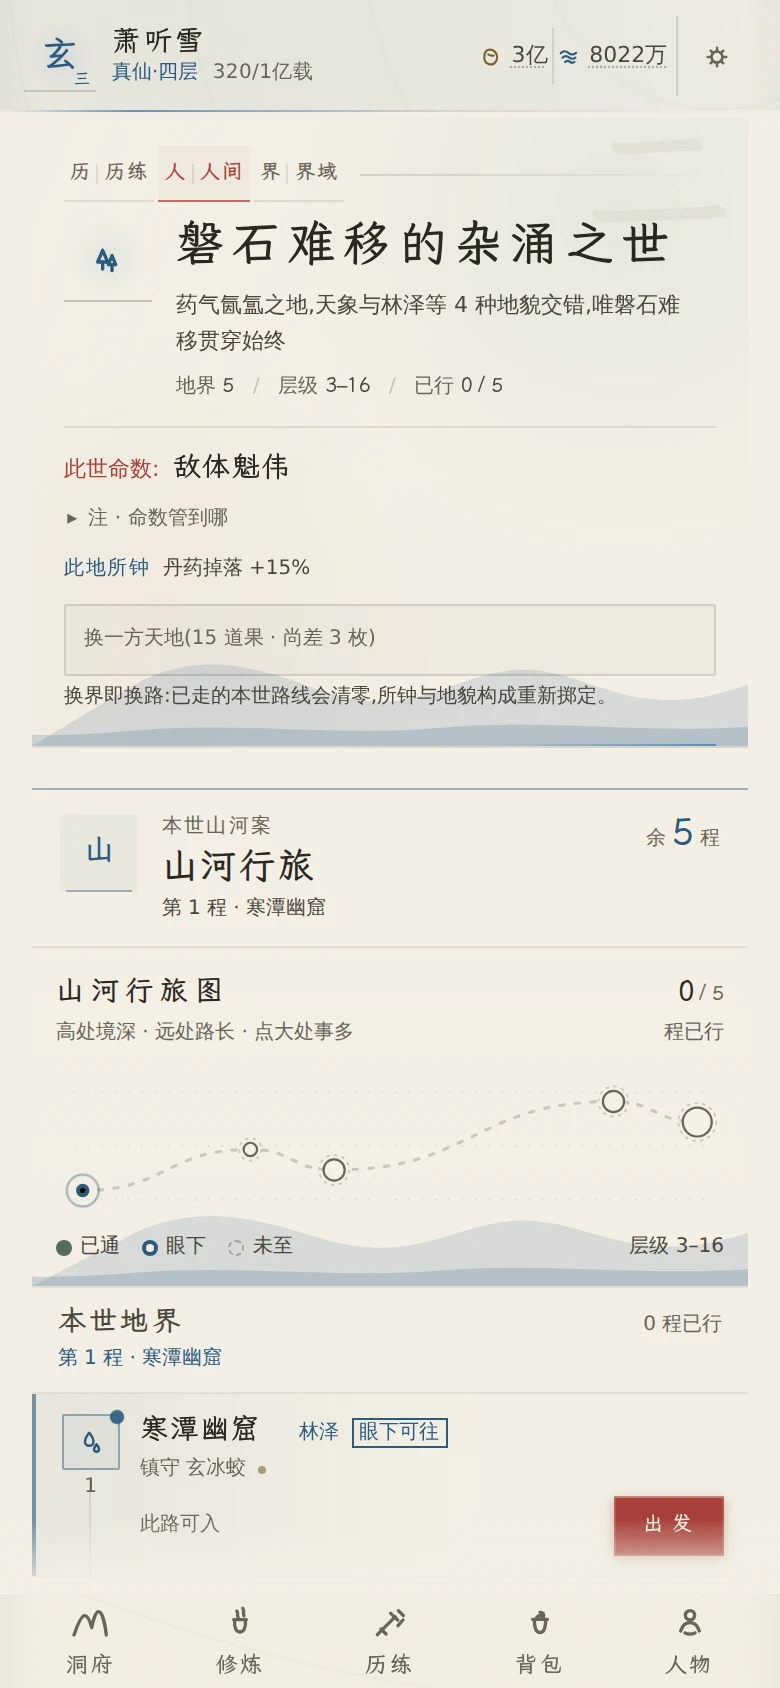 玄
三
萧听雪
真仙·四层 320/1亿载
3亿 8022万
历 历练 人 人间 界 界域
磐石难移的杂涌之世
药气氤氲之地,天象与林泽等 4 种地貌交错,唯磐石难
移贯穿始终
地界 5 / 层级 3–16 / 已行 0 / 5
此世命数: 敌体魁伟
▸ 注 · 命数管到哪
此地所钟 丹药掉落 +15%
换一方天地(15 道果 · 尚差 3 枚)
换界即换路:已走的本世路线会清零,所钟与地貌构成重新掷定。
山
本世山河案
山河行旅
第 1 程 · 寒潭幽窟
余 5 程
山河行旅图
0 / 5
高处境深 · 远处路长 · 点大处事多
程已行
已通 眼下 未至
层级 3–16
本世地界
0 程已行
第 1 程 · 寒潭幽窟
寒潭幽窟 林泽 眼下可往
镇守 玄冰蛟
1
此路可入
出发
洞府 修炼 历练 背包 人物